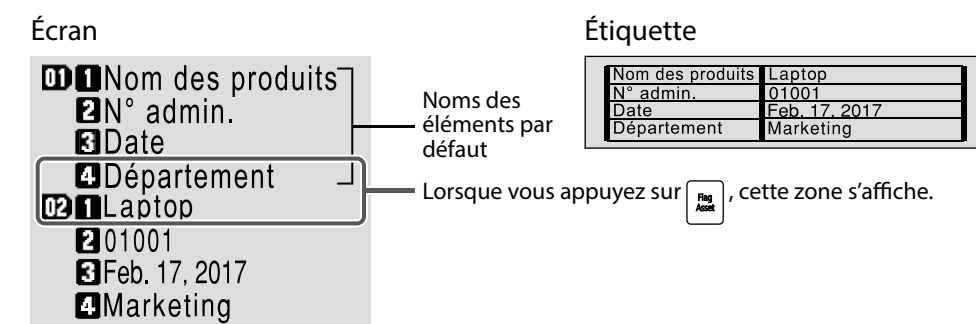 Écran
01 1 Nom des produits
2 N° admin.
3 Date
4 Département
02 1 Laptop
2 01001
3 Feb. 17, 2017
4 Marketing
Noms des
éléments par
défaut
Lorsque vous appuyez sur Flag Asset , cette zone s’affiche.
Étiquette
Nom des produits Laptop
N° admin. 01001
Date Feb. 17, 2017
Département Marketing